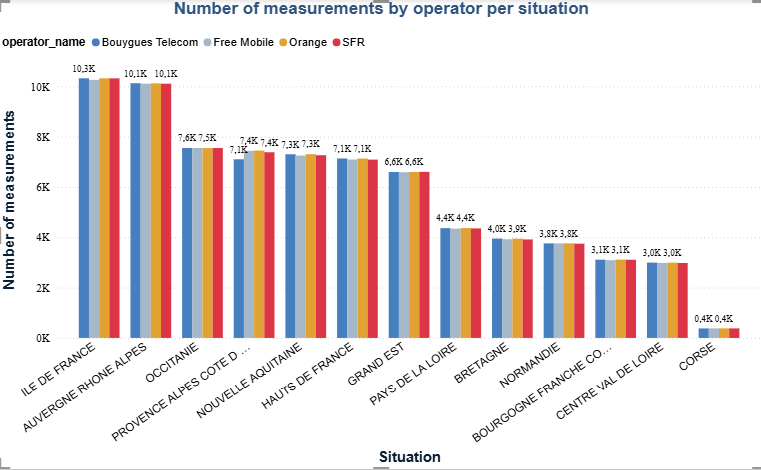 Number of measurements by operator per situation
operator_name Bouygues Telecom Free Mobile Orange SFR
Number of measurements
10K
8K
6K
4K
2K
0K
10,3K
10,1K 10,1K
7,6K 7,5K
7,1K 7,4K 7,4K
7,3K 7,3K
7,1K 7,1K
6,6K 6,6K
4,4K 4,4K
4,0K 3,9K
3,8K 3,8K
3,1K 3,1K
3,0K 3,0K
0,4K 0,4K
ILE DE FRANCE
AUVERGNE RHONE ALPES
OCCITANIE
PROVENCE ALPES COTE D ...
NOUVELLE AQUITAINE
HAUTS DE FRANCE
GRAND EST
PAYS DE LA LOIRE
BRETAGNE
NORMANDIE
BOURGOGNE FRANCHE CO...
CENTRE VAL DE LOIRE
CORSE
Situation